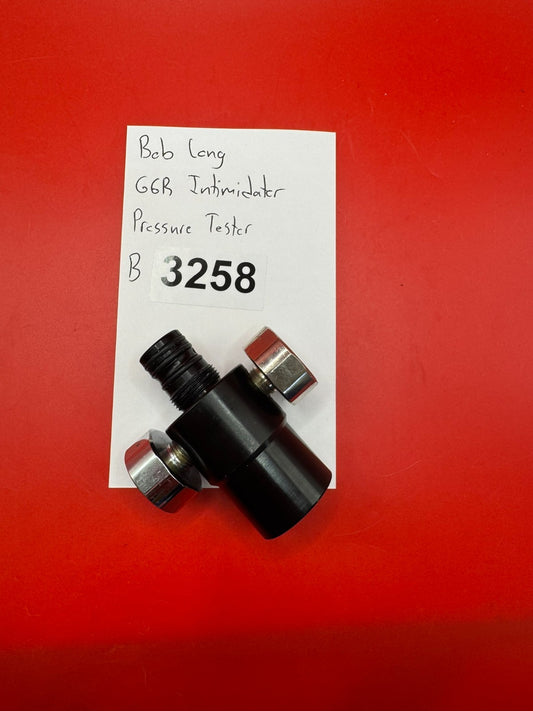 Bob Long
G6R Intimidator
Pressure Tester
B 3258